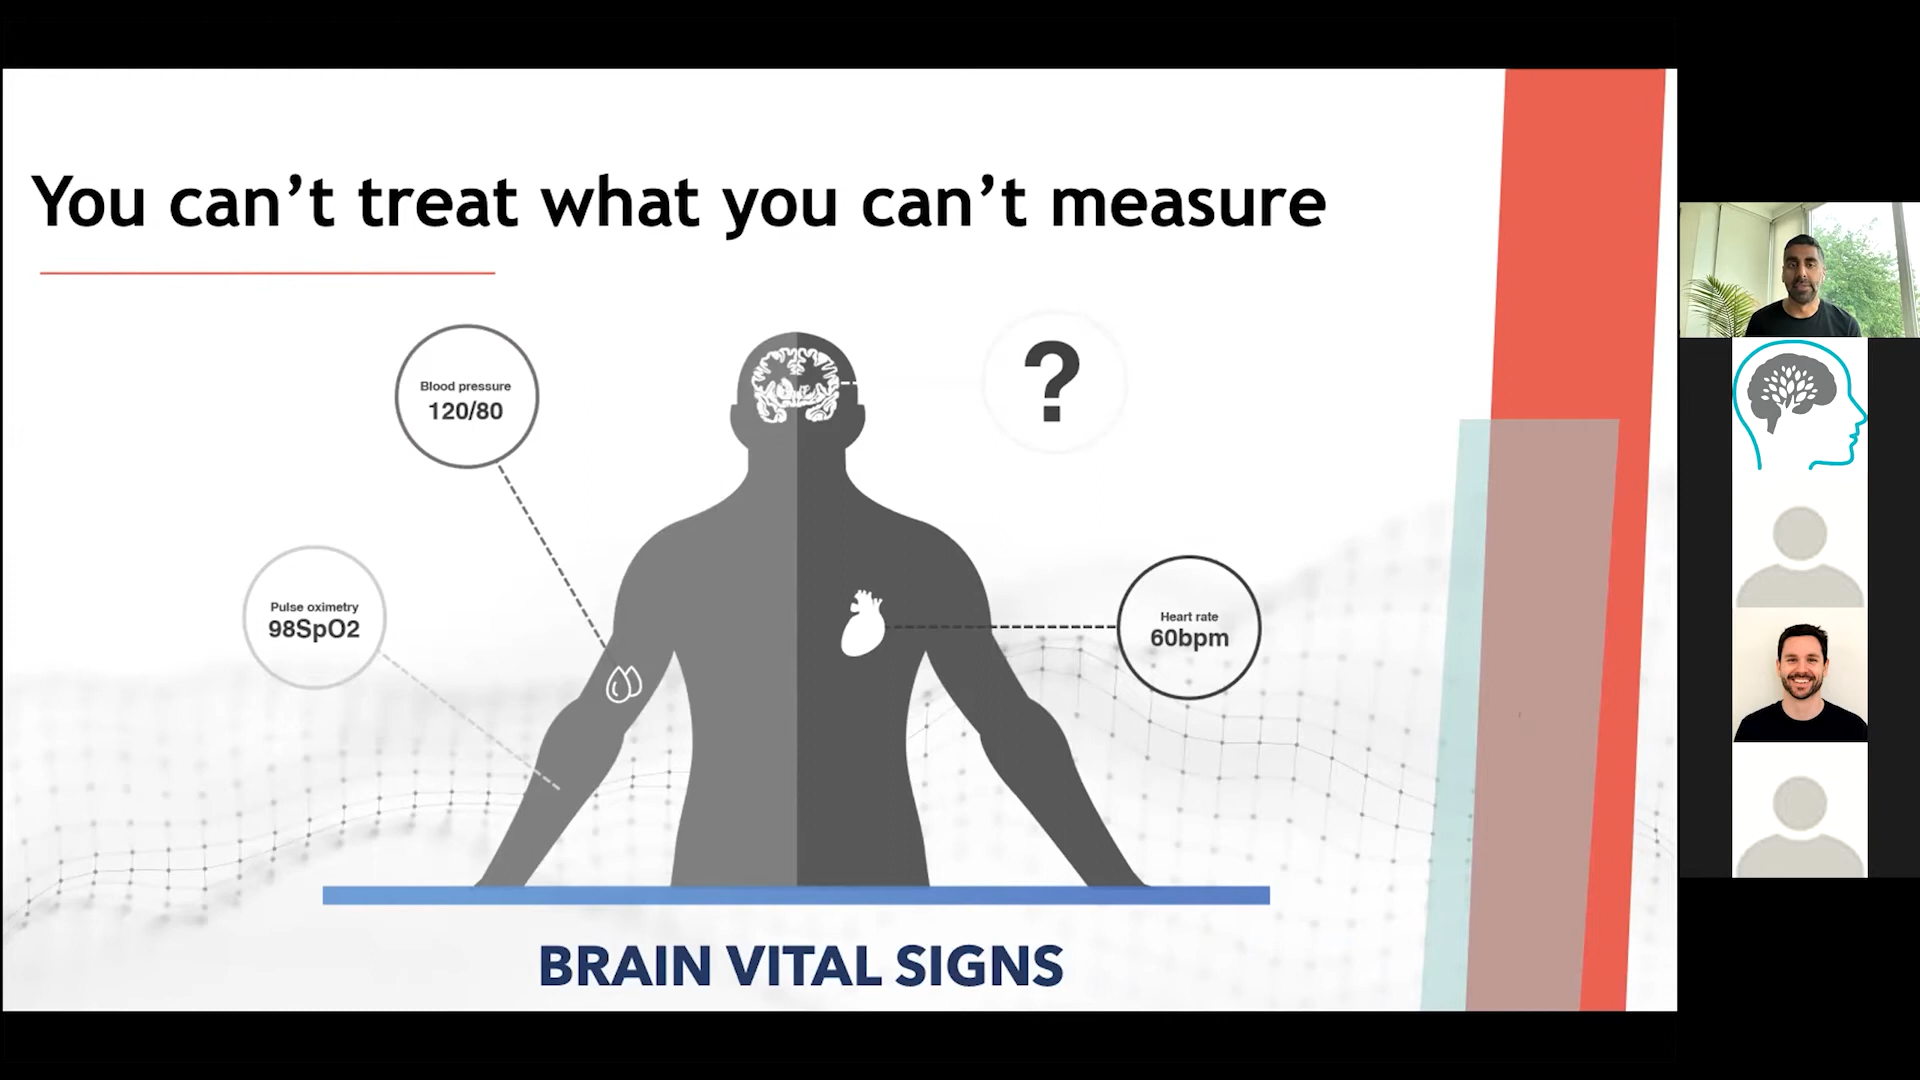 You can’t treat what you can’t measure
Blood pressure
120/80
?
Pulse oximetry
98SpO2
Heart rate
60bpm
BRAIN VITAL SIGNS